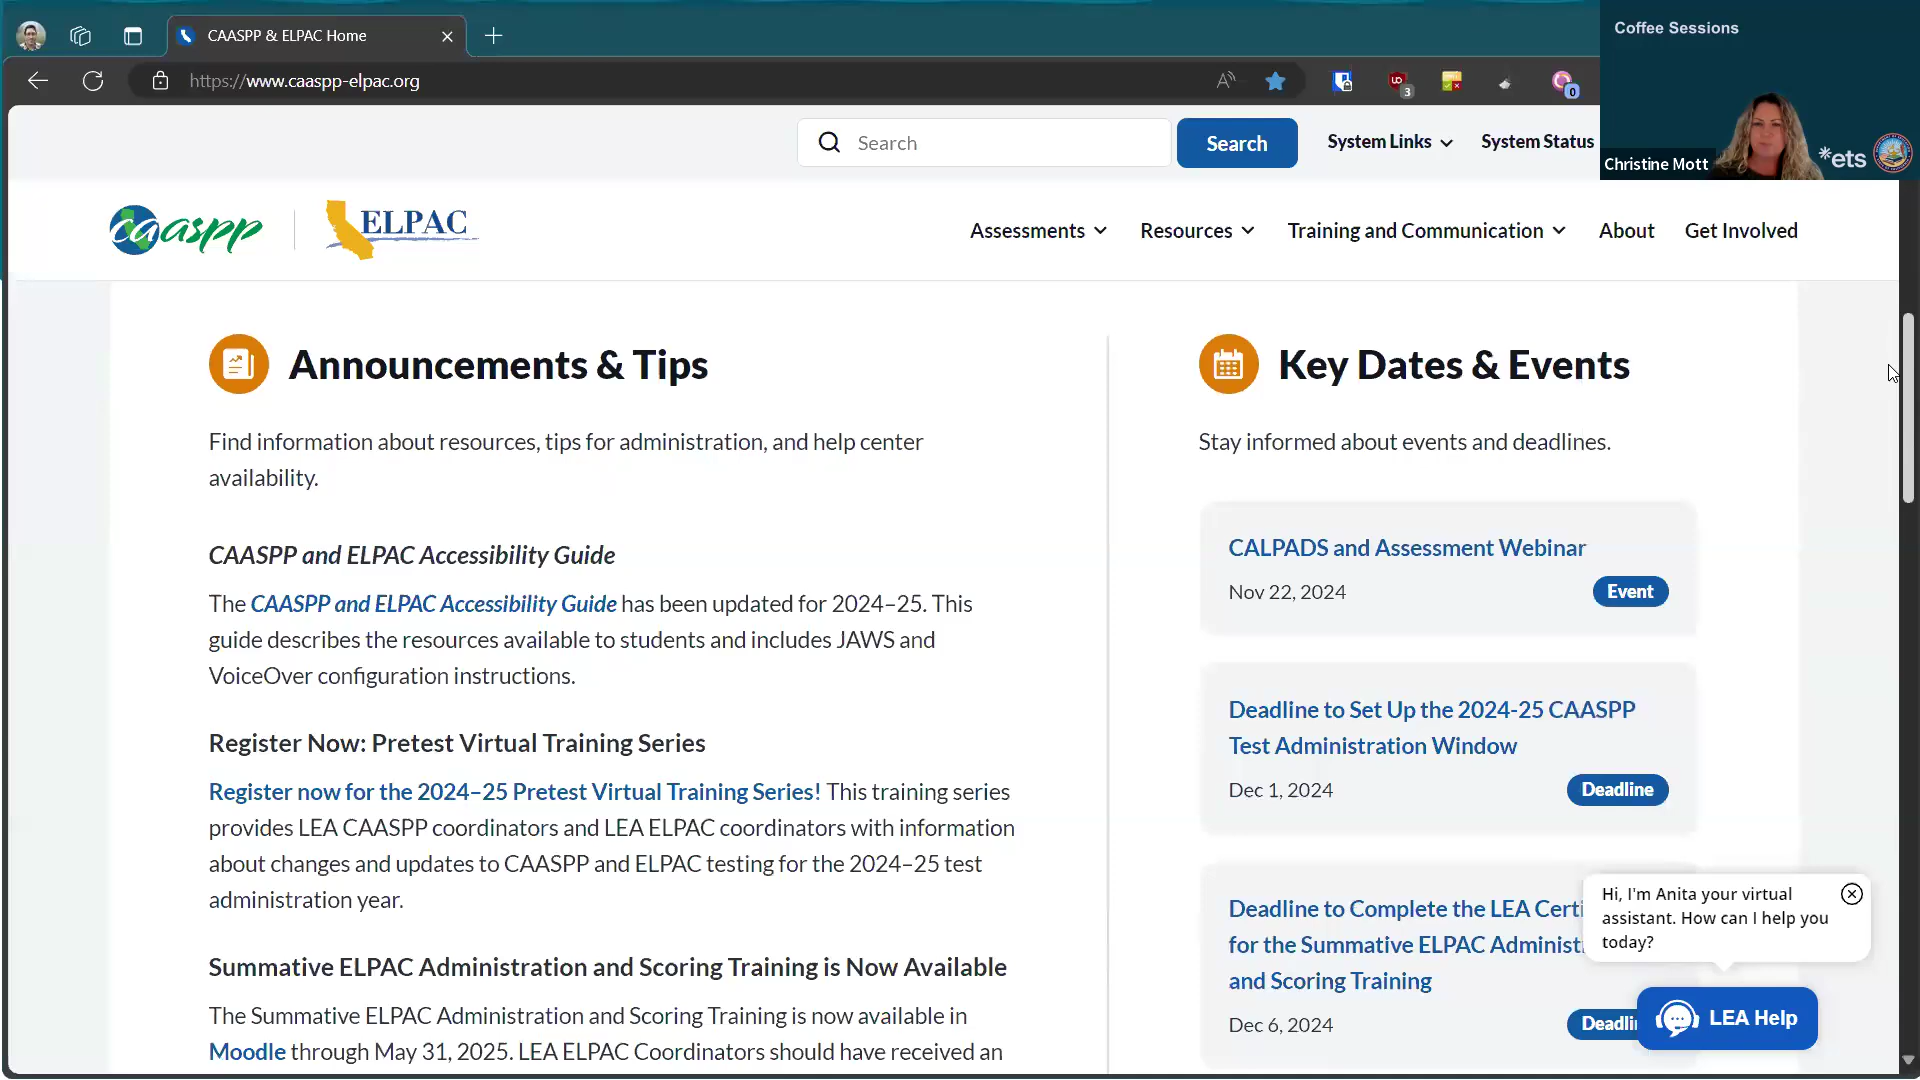 CAASPP & ELPAC Home
https://www.caaspp-elpac.org
3
0
Coffee Sessions
Christine Mott
*ets
Search
Search
System Links
System Status
caaspp
ELPAC
Assessments
Resources
Training and Communication
About
Get Involved
Announcements & Tips
Find information about resources, tips for administration, and help center
availability.
CAASPP and ELPAC Accessibility Guide
The CAASPP and ELPAC Accessibility Guide has been updated for 2024–25. This
guide describes the resources available to students and includes JAWS and
VoiceOver configuration instructions.
Register Now: Pretest Virtual Training Series
Register now for the 2024–25 Pretest Virtual Training Series! This training series
provides LEA CAASPP coordinators and LEA ELPAC coordinators with information
about changes and updates to CAASPP and ELPAC testing for the 2024–25 test
administration year.
Summative ELPAC Administration and Scoring Training is Now Available
The Summative ELPAC Administration and Scoring Training is now available in
Moodle through May 31, 2025. LEA ELPAC Coordinators should have received an
Key Dates & Events
Stay informed about events and deadlines.
CALPADS and Assessment Webinar
Nov 22, 2024
Event
Deadline to Set Up the 2024-25 CAASPP
Test Administration Window
Dec 1, 2024
Deadline
Deadline to Complete the LEA Certi
for the Summative ELPAC Administ
and Scoring Training
Dec 6, 2024
Deadli
Hi, I'm Anita your virtual
assistant. How can I help you
today?
LEA Help